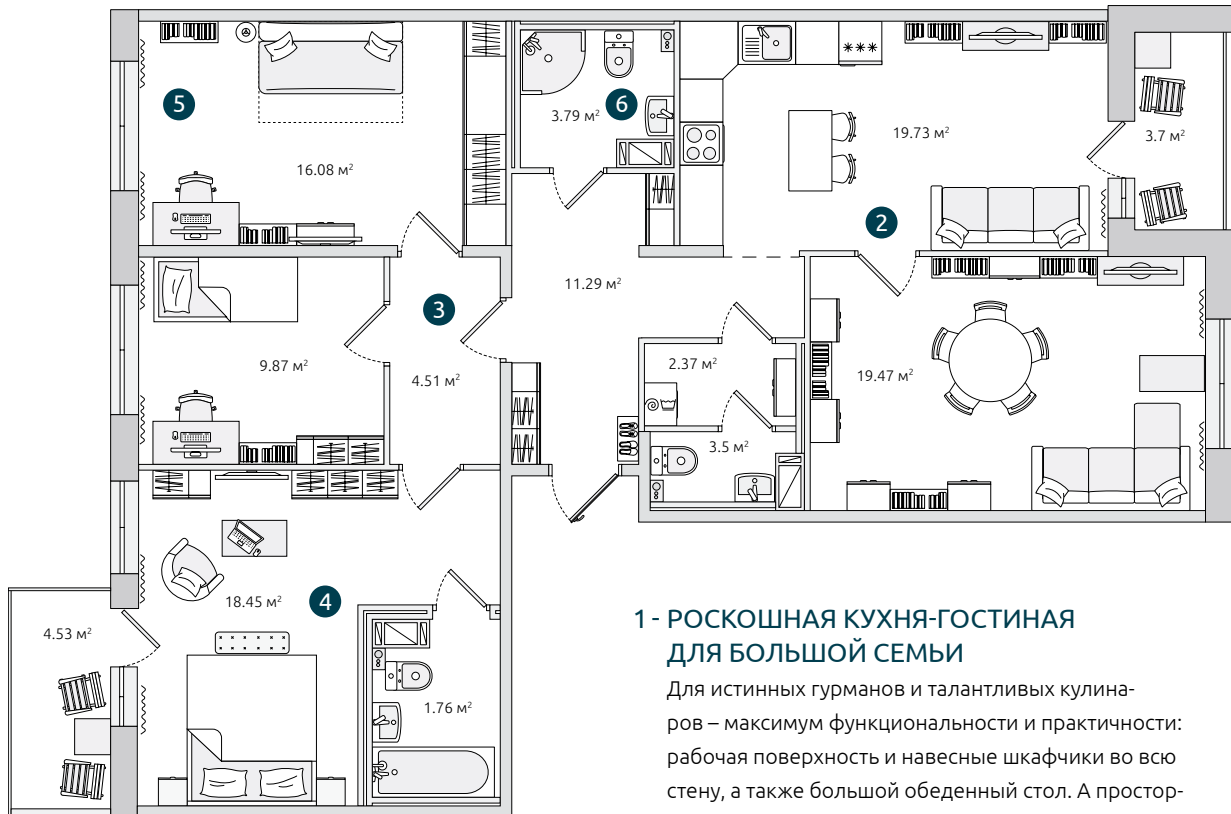 5
6
3.79 м²
19.73 м²
3.7 м²
16.08 м²
2
11.29 м²
3
9.87 м²
4.51 м²
2.37 м²
19.47 м²
3.5 м²
18.45 м²
4
4.53 м²
1.76 м²
1 - РОСКОШНАЯ КУХНЯ-ГОСТИНАЯ
ДЛЯ БОЛЬШОЙ СЕМЬИ
Для истинных гурманов и талантливых кулина-
ров – максимум функциональности и практичности:
рабочая поверхность и навесные шкафчики во всю
стену, а также большой обеденный стол. А простор-